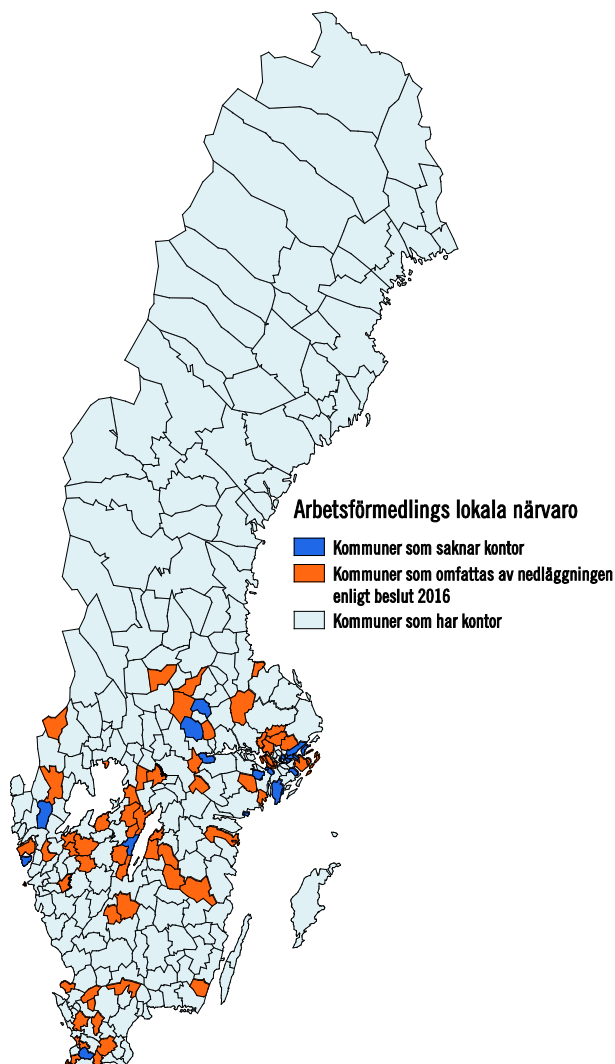 Arbetsförmedlings lokala närvaro
Kommuner som saknar kontor
Kommuner som omfattas av nedläggningen
enligt beslut 2016
Kommuner som har kontor